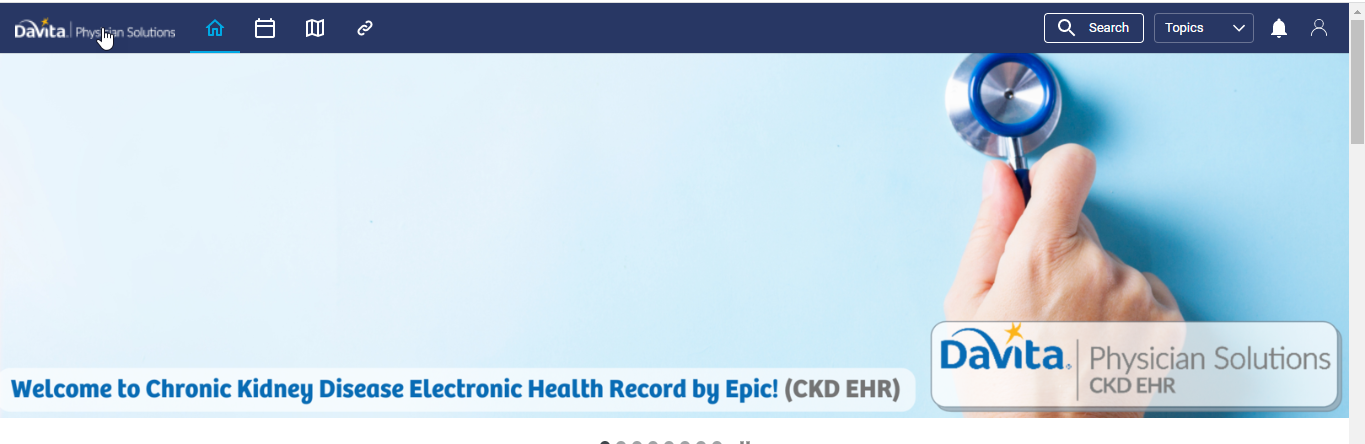 DaVita. | Physician Solutions
Search
Topics
Welcome to Chronic Kidney Disease Electronic Health Record by Epic! (CKD EHR)
DaVita. | Physician Solutions
CKD EHR